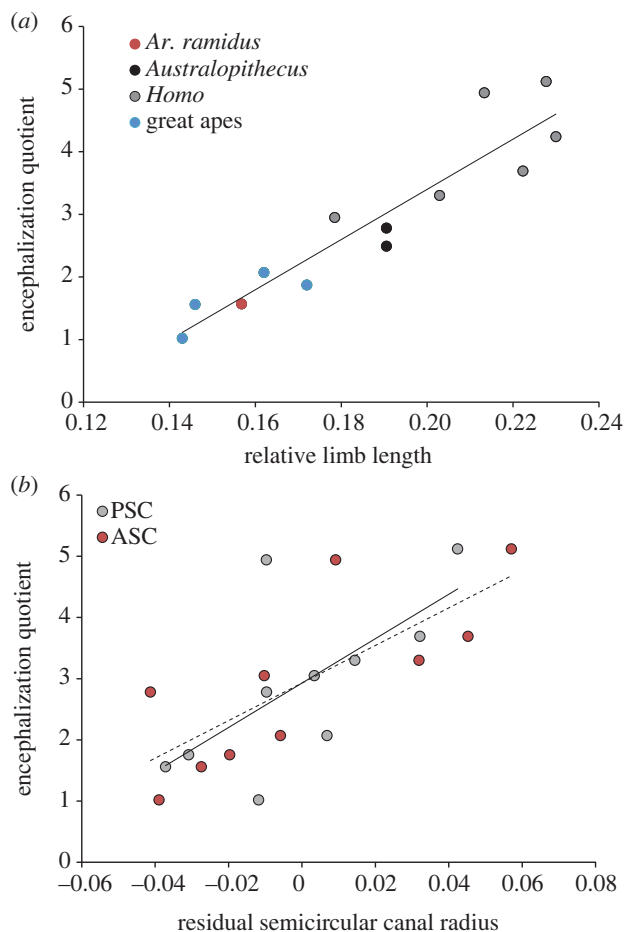 (a)
6
5
4
3
2
1
0
encephalization quotient
Ar. ramidus
Australopithecus
Homo
great apes
0.12 0.14 0.16 0.18 0.20 0.22 0.24
relative limb length
(b)
6
5
4
3
2
1
0
encephalization quotient
PSC
ASC
−0.06 −0.04 −0.02 0 0.02 0.04 0.06 0.08
residual semicircular canal radius